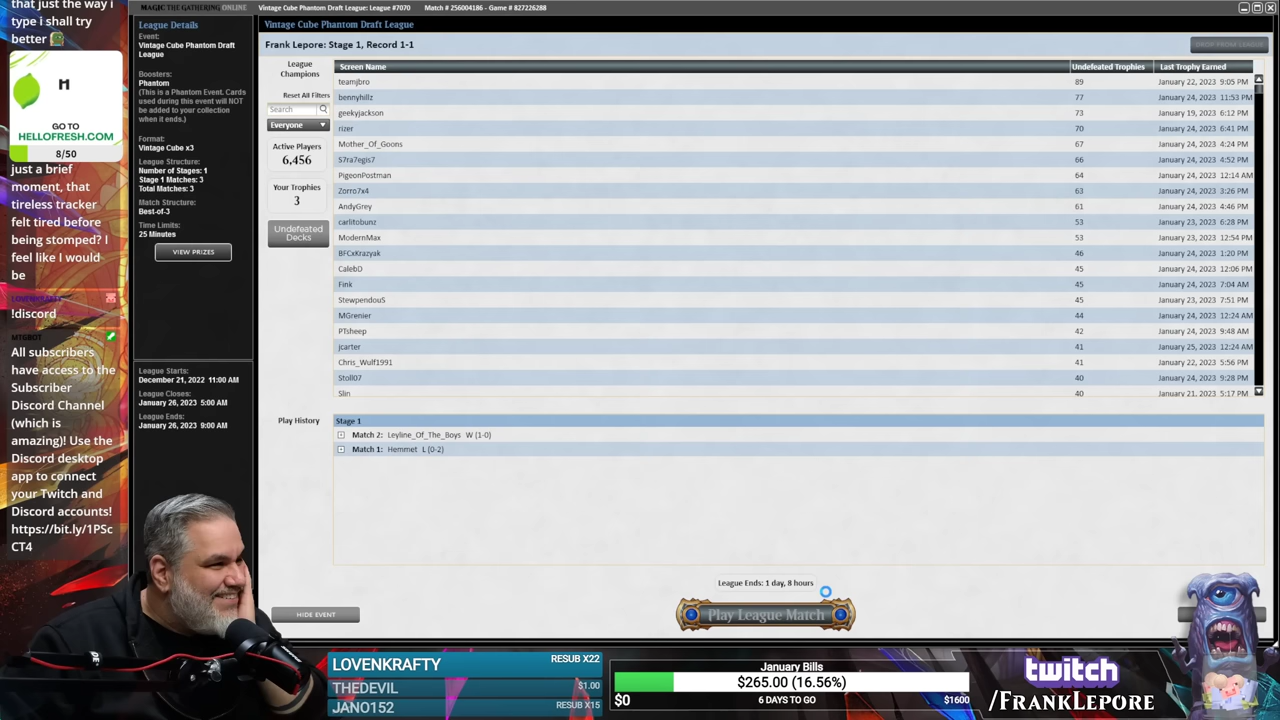 that just the way i
type i shall try
better
M
GO TO
HELLOFRESH.COM
8/50
just a brief
moment, that
tireless tracker
felt tired before
being stomped? I
feel like I would
be
LOVENKRAFTY
!discord
MTGBOT
All subscribers
have access to the
Subscriber
Discord Channel
(which is
amazing)! Use the
Discord desktop
app to connect
your Twitch and
Discord accounts!
https://bit.ly/1PSc
CT4
MAGIC THE GATHERING ONLINE
Vintage Cube Phantom Draft League: League #7070 Match # 256004186 - Game # 827226288
League Details
Event:
Vintage Cube Phantom Draft
League
Boosters:
Phantom
(This is a Phantom Event. Cards
used during this event will NOT
be added to your collection
when it ends.)
Format:
Vintage Cube x3
League Structure:
Number of Stages: 1
Stage 1 Matches: 3
Total Matches: 3
Match Structure:
Best-of-3
Time Limits:
25 Minutes
VIEW PRIZES
League Starts:
December 21, 2022 11:00 AM
League Closes:
January 26, 2023 5:00 AM
League Ends:
January 26, 2023 9:00 AM
Vintage Cube Phantom Draft League
Frank Lepore: Stage 1, Record 1-1
DROP FROM LEAGUE
League
Champions
Reset All Filters
Search
Everyone
Active Players
6,456
Your Trophies
3
Undefeated
Decks
Screen Name Undefeated Trophies Last Trophy Earned
teamjbro 89 January 22, 2023 9:05 PM
bennyhillz 77 January 24, 2023 11:53 PM
geekyjackson 73 January 19, 2023 6:12 PM
rizer 70 January 24, 2023 6:41 PM
Mother_Of_Goons 67 January 24, 2023 4:24 PM
S7ra7egis7 66 January 24, 2023 4:52 PM
PigeonPostman 64 January 24, 2023 12:14 AM
Zorro7x4 63 January 24, 2023 3:26 PM
AndyGrey 61 January 24, 2023 4:46 PM
carlitobunz 53 January 23, 2023 6:28 PM
ModernMax 53 January 23, 2023 12:54 PM
BFCxKrazyak 46 January 24, 2023 1:20 PM
CalebD 45 January 24, 2023 12:06 PM
Fink 45 January 24, 2023 7:04 AM
StewpendouS 45 January 23, 2023 7:51 PM
MGrenier 44 January 24, 2023 12:24 AM
PTsheep 42 January 24, 2023 9:48 AM
jcarter 41 January 25, 2023 12:24 AM
Chris_Wulf1991 41 January 22, 2023 5:56 PM
Stoll07 40 January 24, 2023 9:28 PM
Slin 40 January 21, 2023 5:17 PM
Play History
Stage 1
Match 2: Leyline_Of_The_Boys W (1-0)
Match 1: Hemmet L (0-2)
League Ends: 1 day, 8 hours
Play League Match
HIDE EVENT
LOVENKRAFTY RESUB X22
THEDEVIL $1.00
JANO152 RESUB X15
January Bills
$265.00 (16.56%)
$0 6 DAYS TO GO $1600
twitch
/FRANKLEPORE